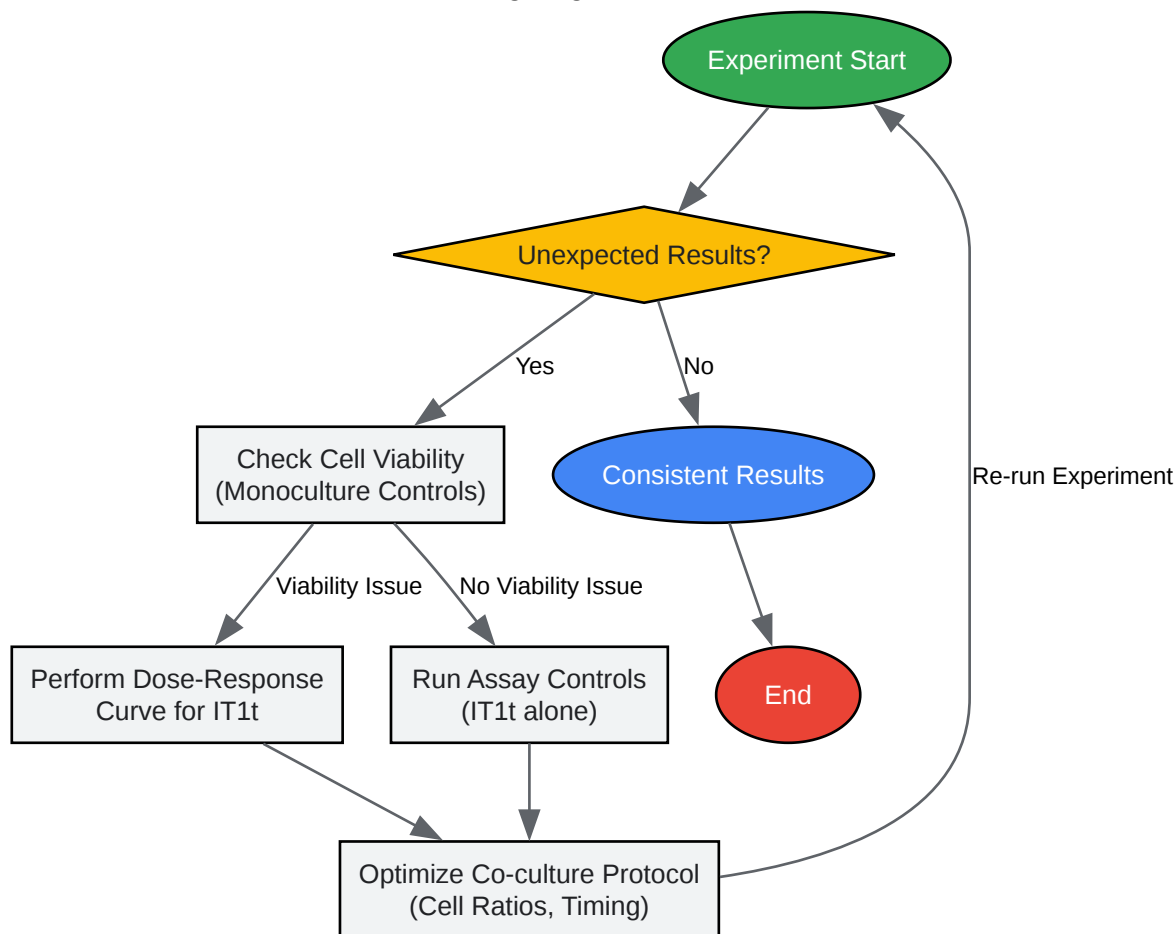 Experiment Start
Unexpected Results?
Yes
No
Check Cell Viability
(Monoculture Controls)
Consistent Results
Re-run Experiment
Viability Issue
No Viability Issue
Perform Dose-Response
Curve for IT1t
Run Assay Controls
(IT1t alone)
End
Optimize Co-culture Protocol
(Cell Ratios, Timing)